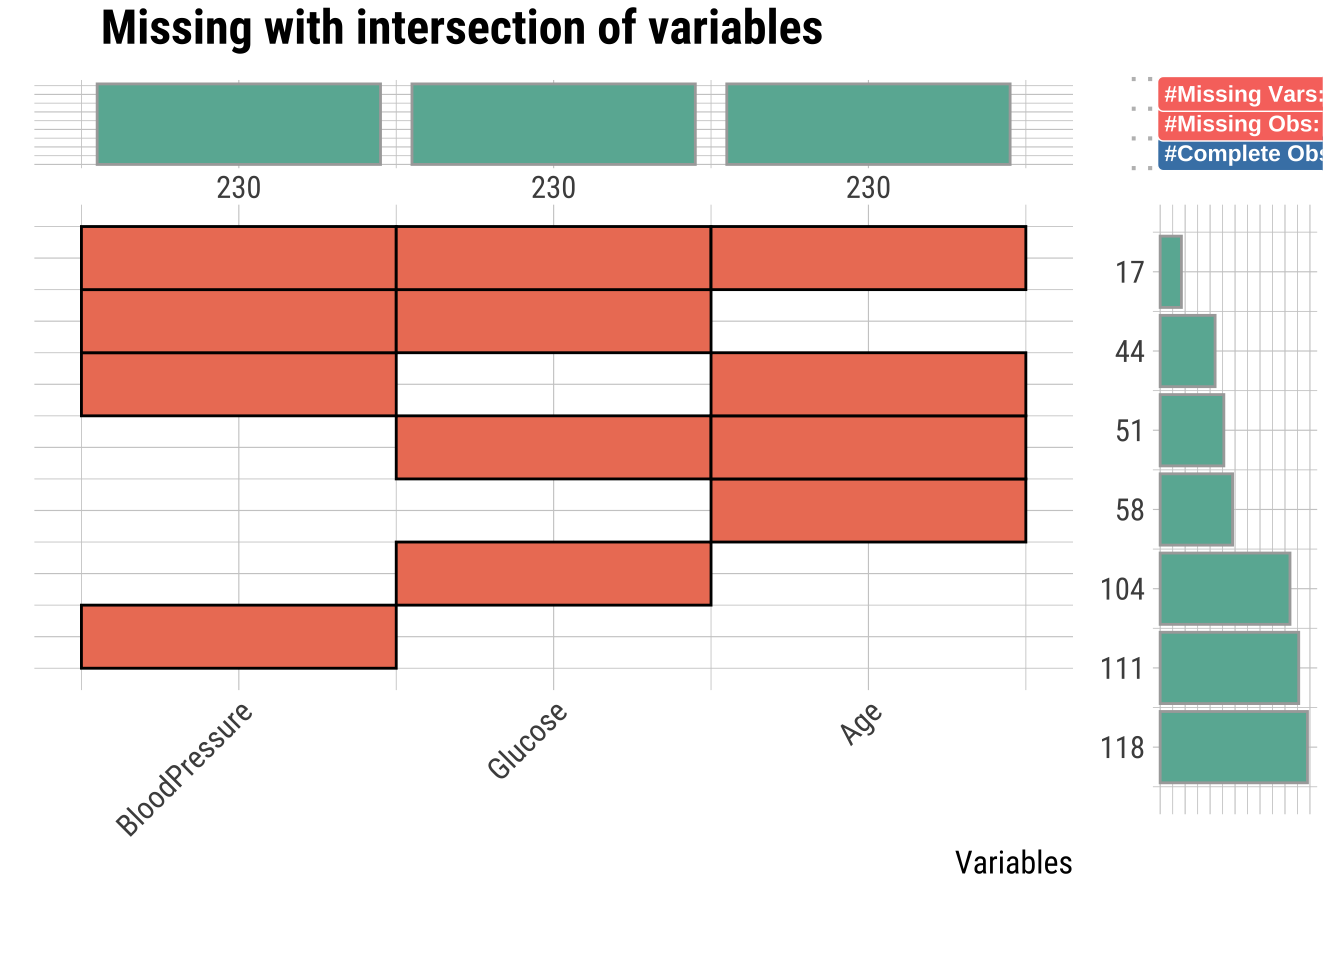 Missing with intersection of variables
#Missing Vars:
#Missing Obs:
#Complete Obs
230
230
230
17
44
51
58
104
111
118
BloodPressure
Glucose
Age
Variables